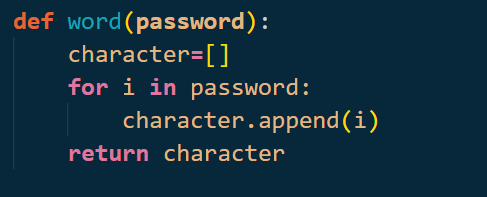 def word(password):
    character=[]
    for i in password:
        character.append(i)
    return character